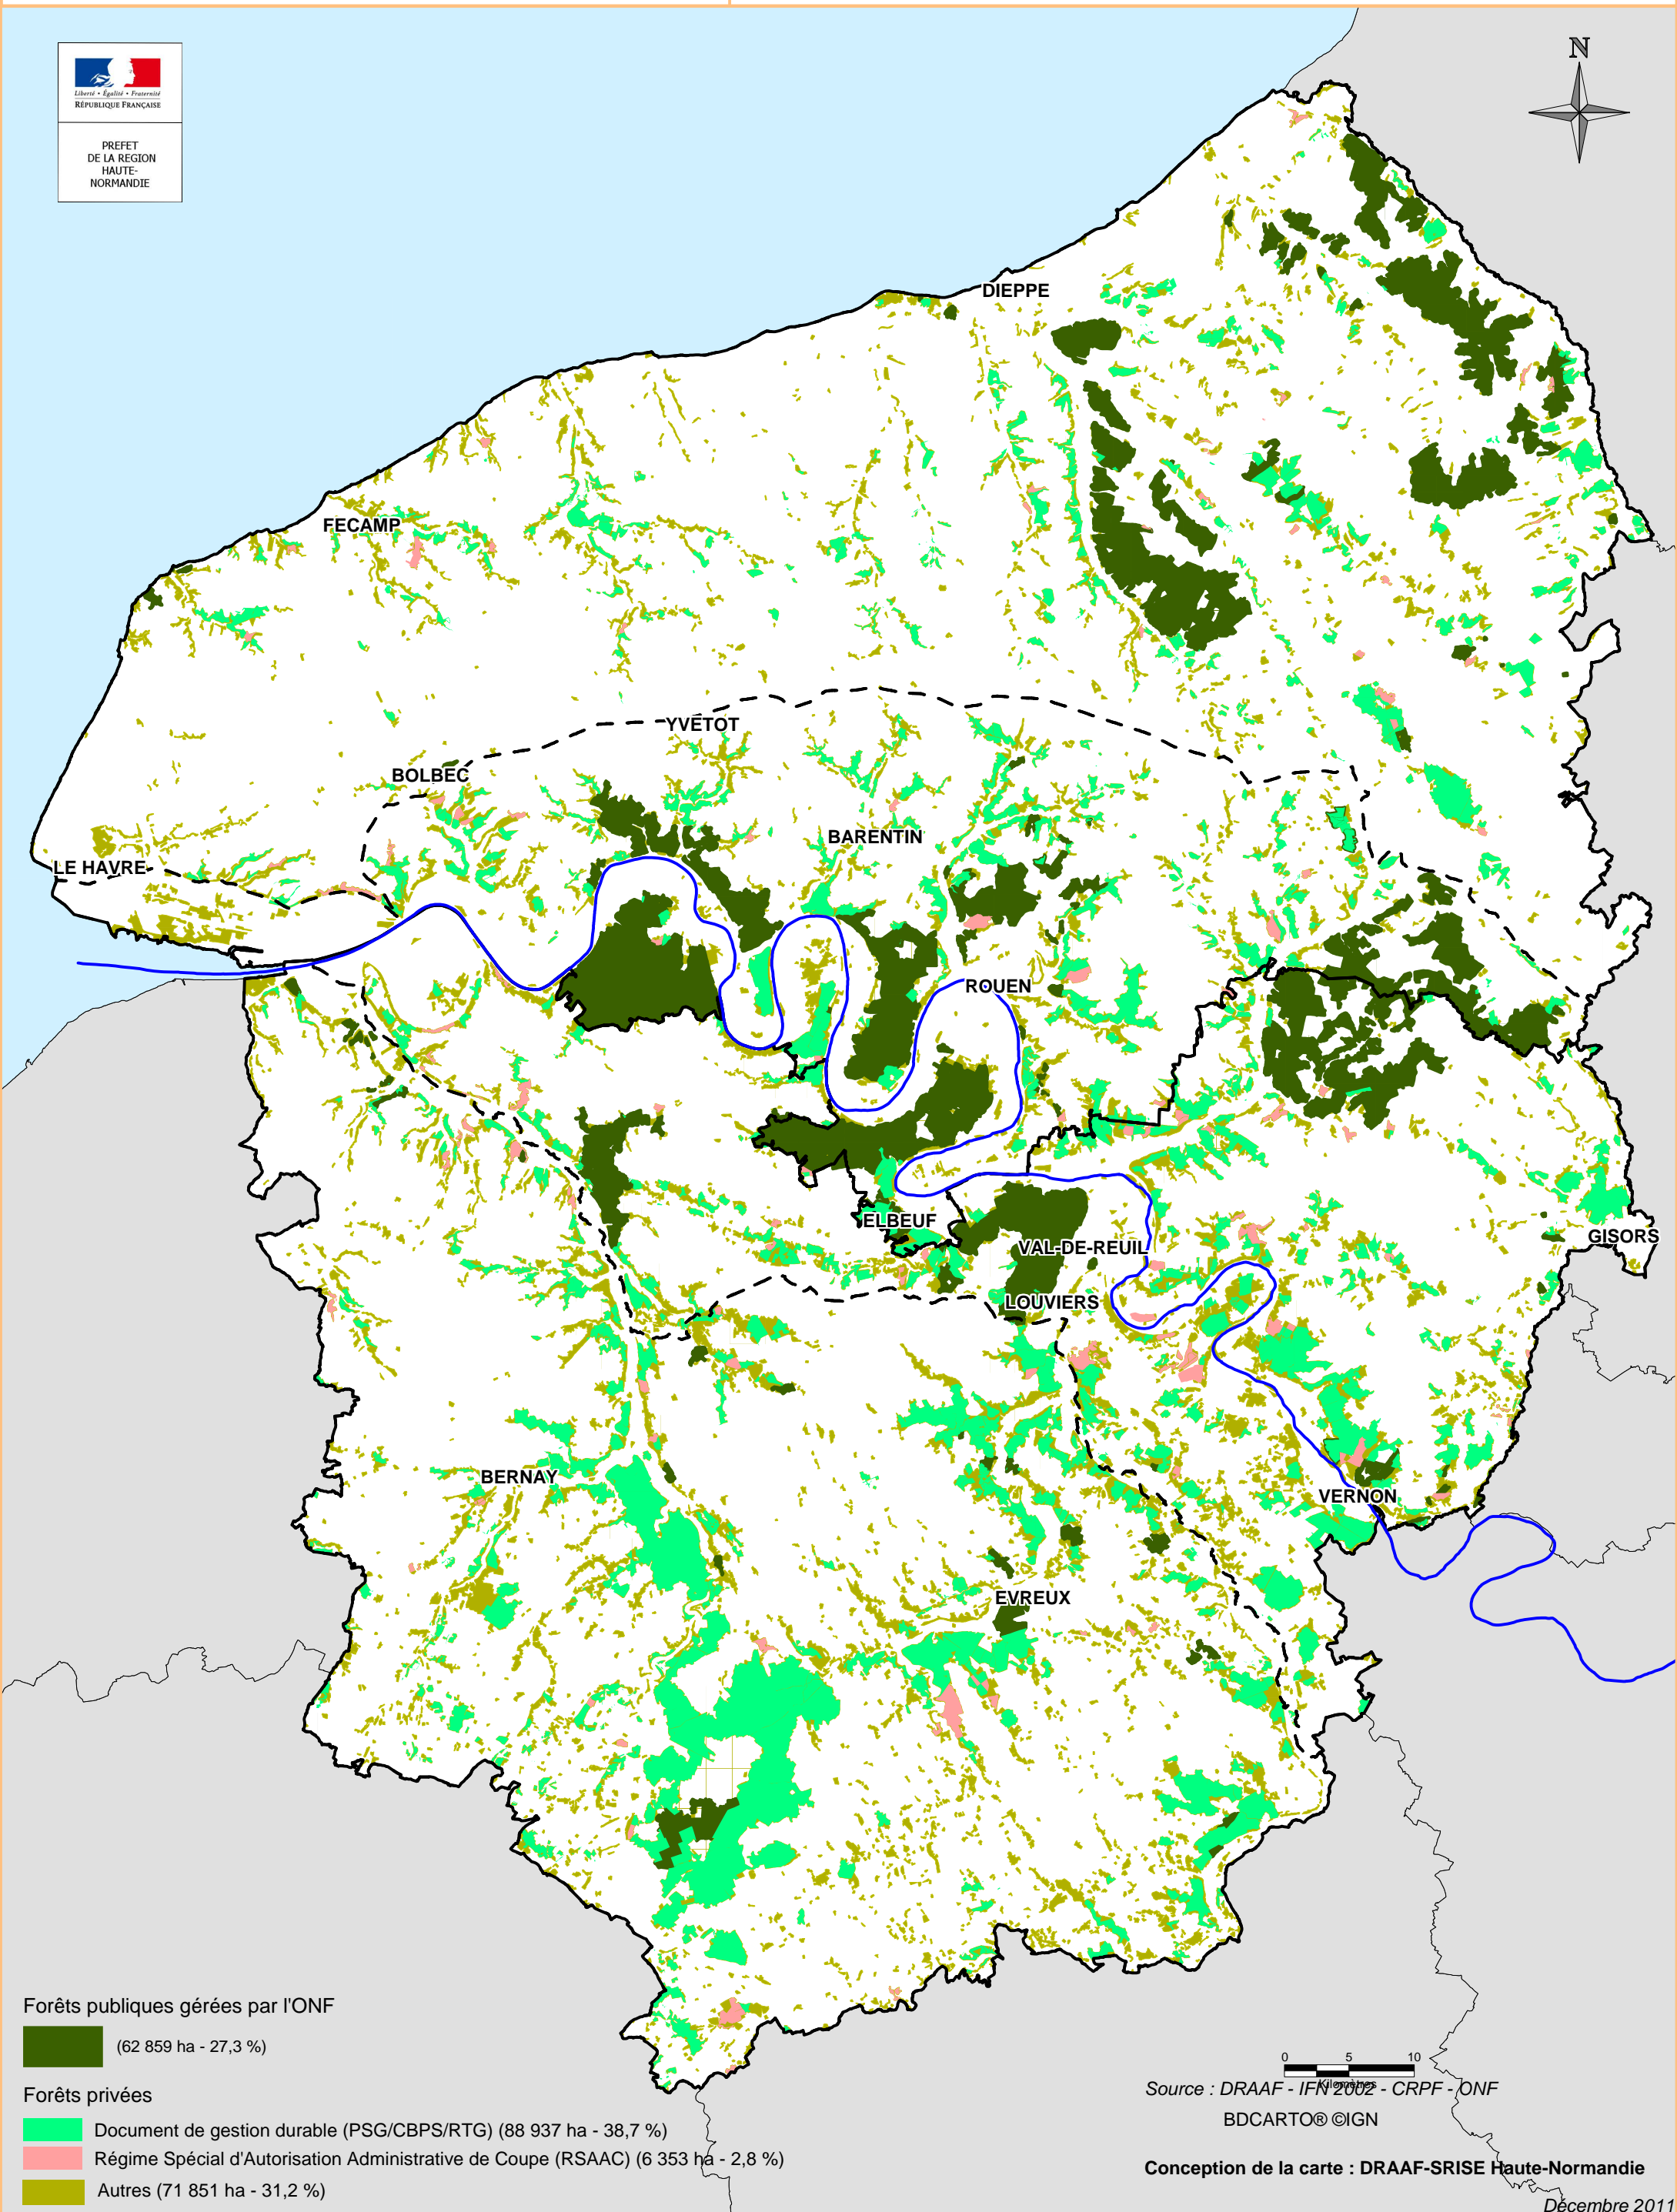 Liberté • Égalité • Fraternité
RÉPUBLIQUE FRANÇAISE
PREFET
DE LA REGION
HAUTE-
NORMANDIE
N
DIEPPE
FECAMP
YVETOT
BOLBEC
BARENTIN
LE HAVRE
ROUEN
ELBEUF
GISORS
VAL-DE-REUIL
LOUVIERS
BERNAY
VERNON
EVREUX
Forêts publiques gérées par l'ONF
(62 859 ha - 27,3 %)
Forêts privées
Document de gestion durable (PSG/CBPS/RTG) (88 937 ha - 38,7 %)
Régime Spécial d'Autorisation Administrative de Coupe (RSAAC) (6 353 ha - 2,8 %)
Autres (71 851 ha - 31,2 %)
0 5 10
Kilomètres
Source : DRAAF - IFN 2002 - CRPF - ONF
BDCARTO® ©IGN
Conception de la carte : DRAAF-SRISE Haute-Normandie
Décembre 2011